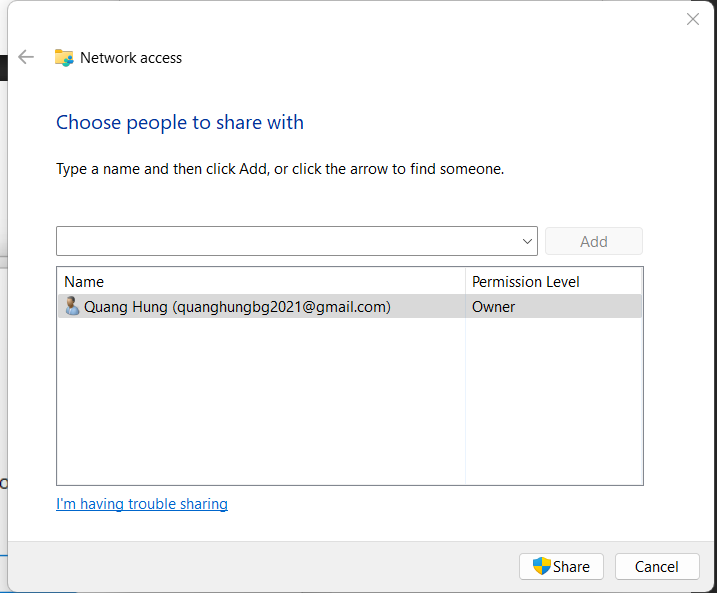 Network access
Choose people to share with
Type a name and then click Add, or click the arrow to find someone.
Add
Name Permission Level
Quang Hung (quanghungbg2021@gmail.com) Owner
I'm having trouble sharing
Share Cancel